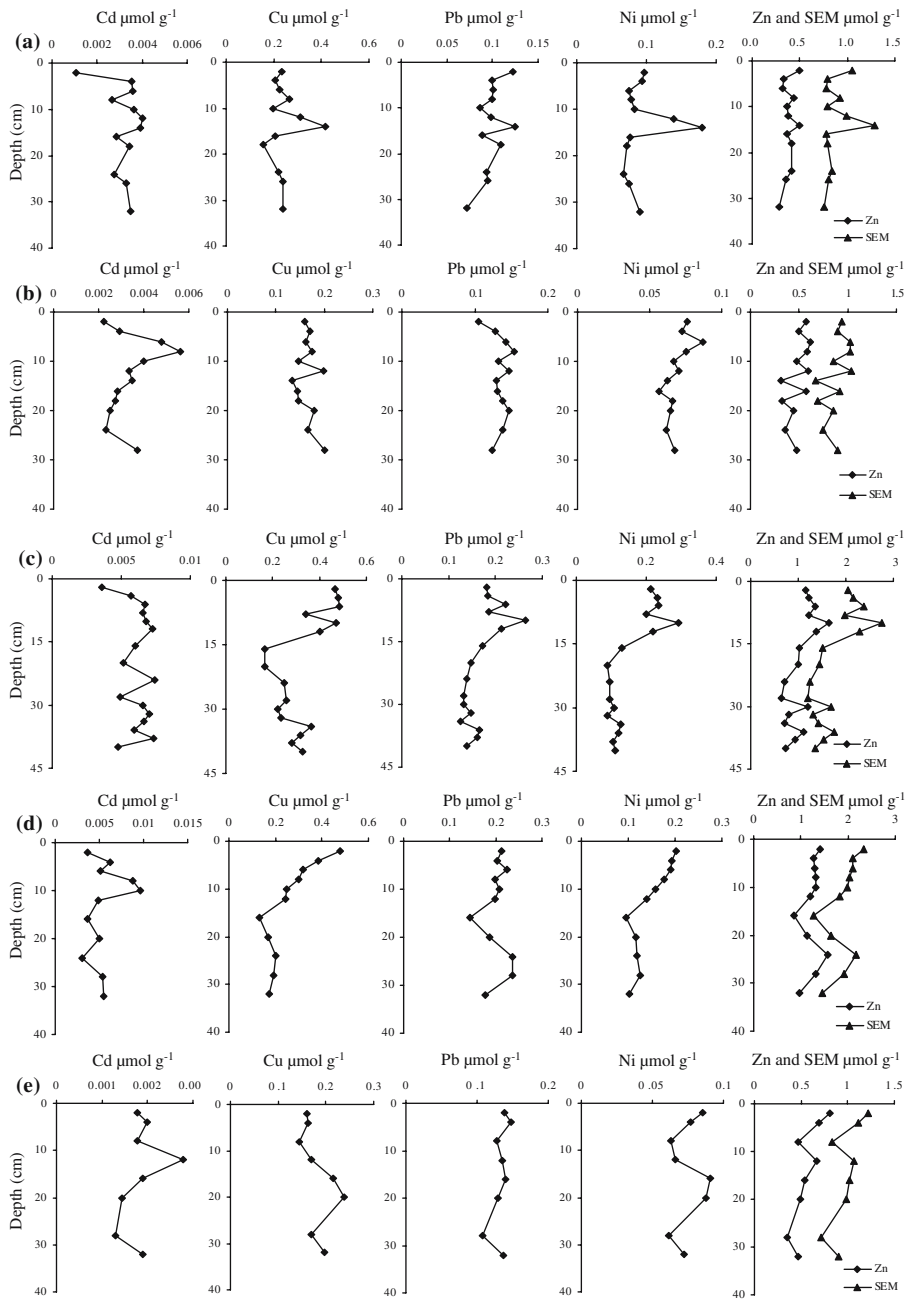 Cd µmol g-1 Cu µmol g-1 Pb µmol g-1 Ni µmol g-1 Zn and SEM µmol g-1
(a) 0 0.002 0.004 0.006 0 0.2 0.4 0.6 0 0.05 0.1 0.15 0 0.1 0.2 0 0.5 1.0 1.5
Depth (cm)
0
10
20
30
40
Zn
SEM
Cd µmol g-1 Cu µmol g-1 Pb µmol g-1 Ni µmol g-1 Zn and SEM µmol g-1
(b) 0 0.002 0.004 0.006 0 0.1 0.2 0.3 0 0.1 0.2 0 0.05 0.1 0 0.5 1 1.5
Depth (cm)
0
10
20
30
40
Zn
SEM
Cd µmol g-1 Cu µmol g-1 Pb µmol g-1 Ni µmol g-1 Zn and SEM µmol g-1
(c) 0 0.005 0.01 0 0.2 0.4 0.6 0 0.1 0.2 0.3 0 0.2 0.4 0 1 2 3
Depth (cm)
0
15
30
45
Zn
SEM
Cd µmol g-1 Cu µmol g-1 Pb µmol g-1 Ni µmol g-1 Zn and SEM µmol g-1
(d) 0 0.005 0.01 0.015 0 0.2 0.4 0.6 0 0.1 0.2 0.3 0 0.1 0.2 0.3 0 1 2 3
Depth (cm)
0
10
20
30
40
Zn
SEM
Cd µmol g-1 Cu µmol g-1 Pb µmol g-1 Ni µmol g-1 Zn and SEM µmol g-1
(e) 0 0.001 0.002 0.00 0 0.1 0.2 0.3 0 0.1 0.2 0 0.05 0.1 0 0.5 1 1.5
Depth (cm)
0
10
20
30
40
Zn
SEM